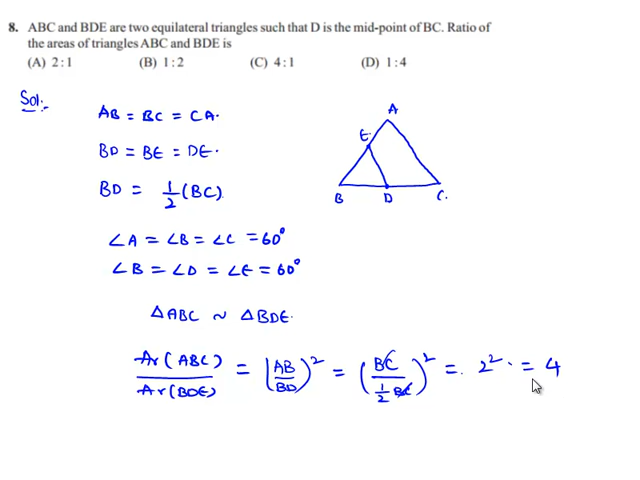 8. ABC and BDE are two equilateral triangles such that D is the mid-point of BC. Ratio of
the areas of triangles ABC and BDE is
(A) 2 : 1 (B) 1 : 2 (C) 4 : 1 (D) 1 : 4
Sol:-
AB = BC = CA.
BD = BE = DE.
BD = 1/2 (BC)
A
E
B D C.
∠A = ∠B = ∠C = 60°
∠B = ∠D = ∠E = 60°
△ABC ~ △BDE.
Ar(ABC)/Ar(BDE) = (AB/BD)² = (BC/(1/2 BC))² = 2² = 4